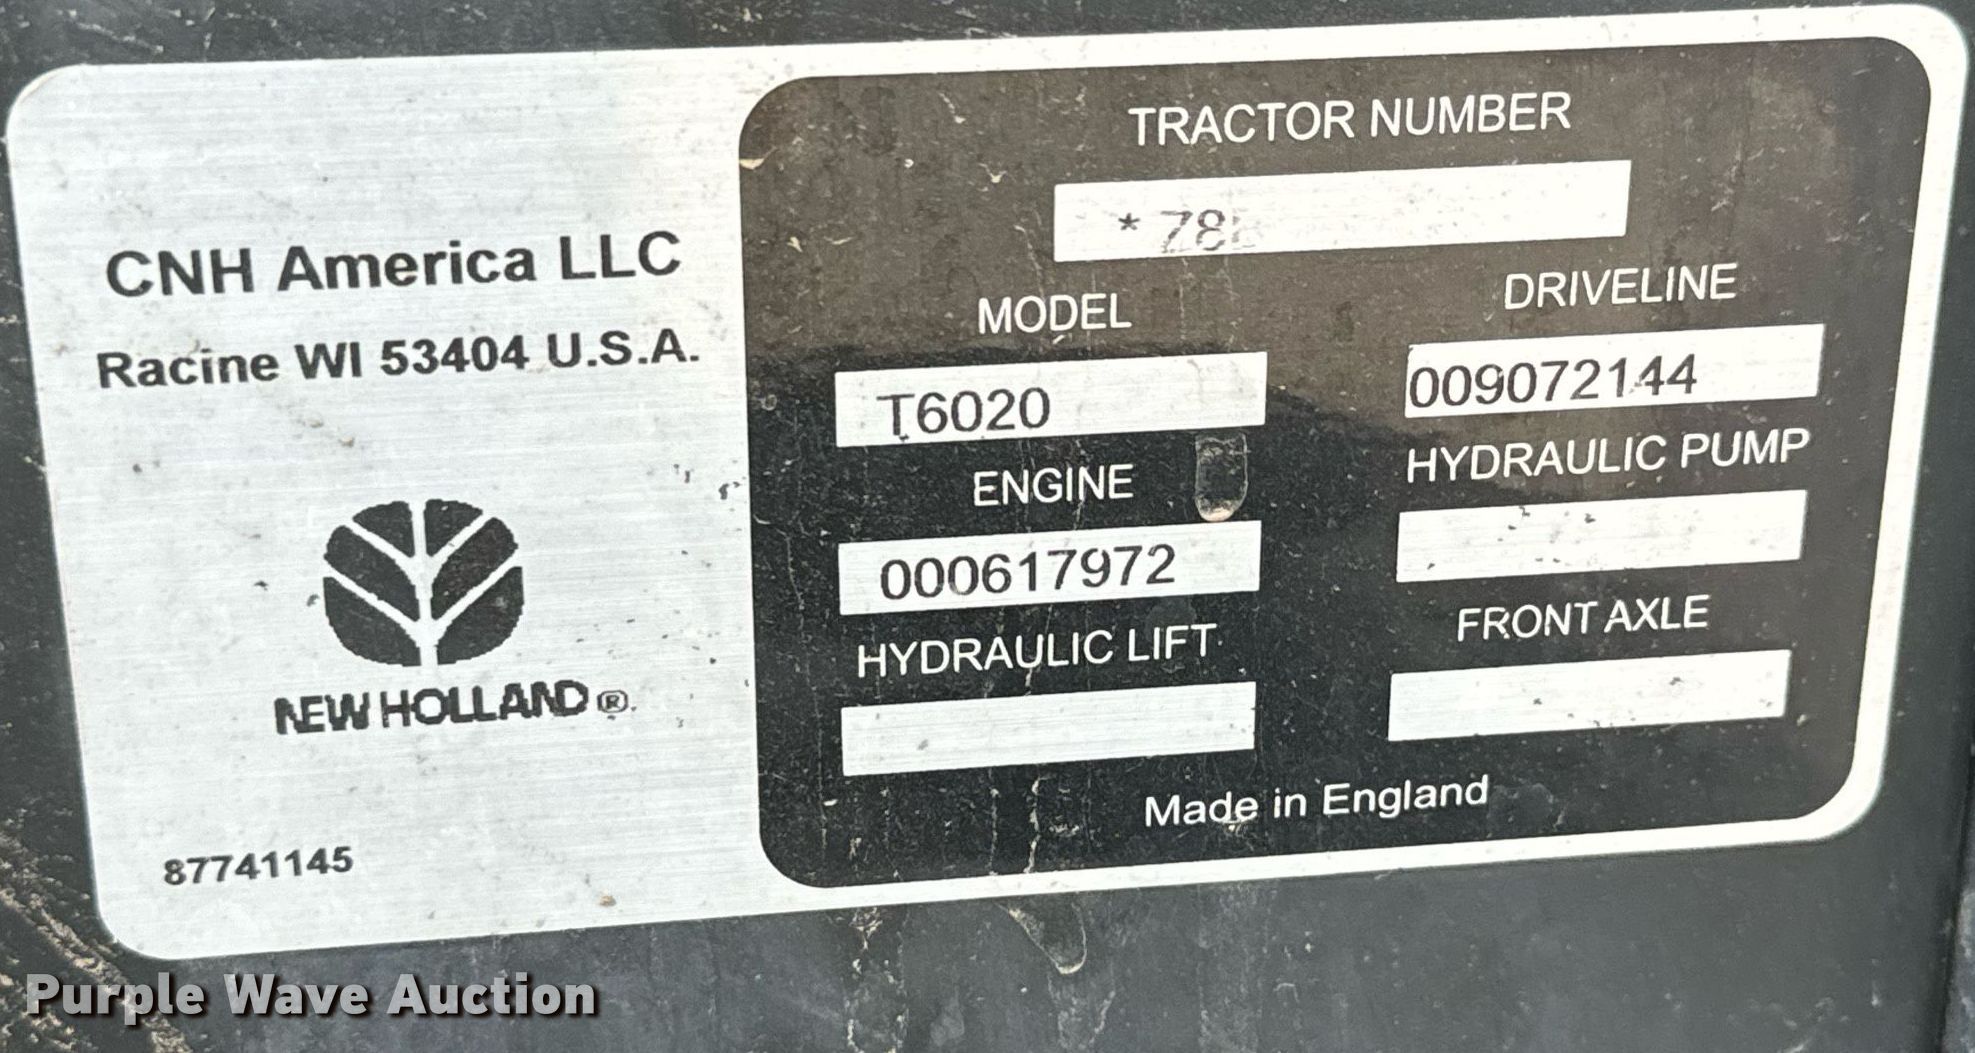 CNH America LLC
Racine WI 53404 U.S.A.
NEW HOLLAND ®.
87741145
TRACTOR NUMBER
* Z8
MODEL
T6020
DRIVELINE
009072144
ENGINE
000617972
HYDRAULIC PUMP
HYDRAULIC LIFT
FRONT AXLE
Made in England
Purple Wave Auction